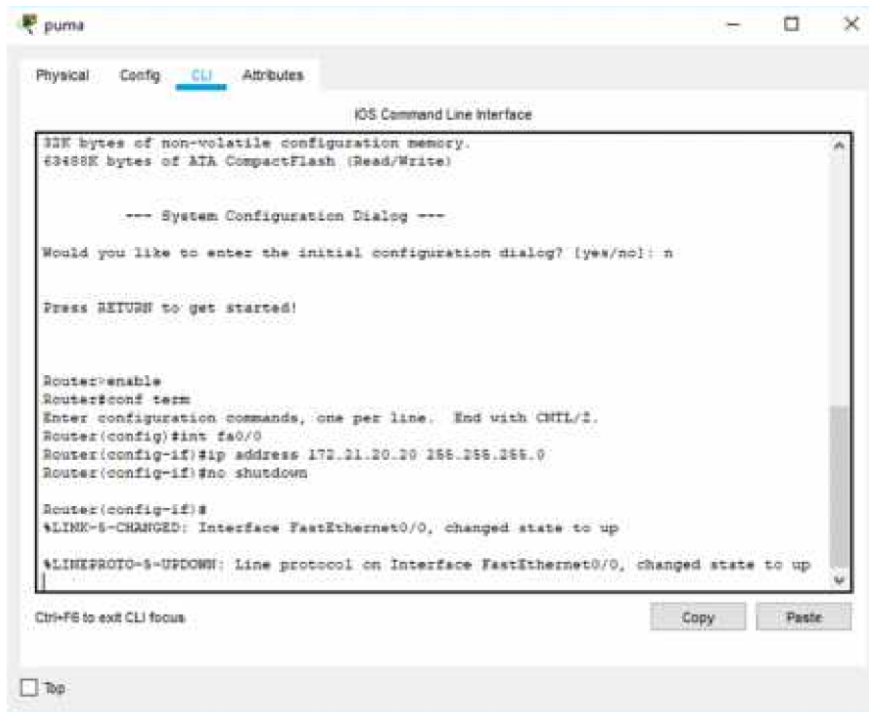 puma
Physical Config CLI Attributes
IOS Command Line Interface
32K bytes of non-volatile configuration memory.
63488K bytes of ATA CompactFlash (Read/Write)
--- System Configuration Dialog ---
Would you like to enter the initial configuration dialog? [yes/no]: n
Press RETURN to get started!
Router>enable
Router#conf term
Enter configuration commands, one per line. End with CNTL/Z.
Router(config)#int fa0/0
Router(config-if)#ip address 172.21.20.20 255.255.255.0
Router(config-if)#no shutdown
Router(config-if)#
%LINK-5-CHANGED: Interface FastEthernet0/0, changed state to up
%LINEPROTO-5-UPDOWN: Line protocol on Interface FastEthernet0/0, changed state to up
Ctrl+F6 to exit CLI focus
Copy Paste
Top